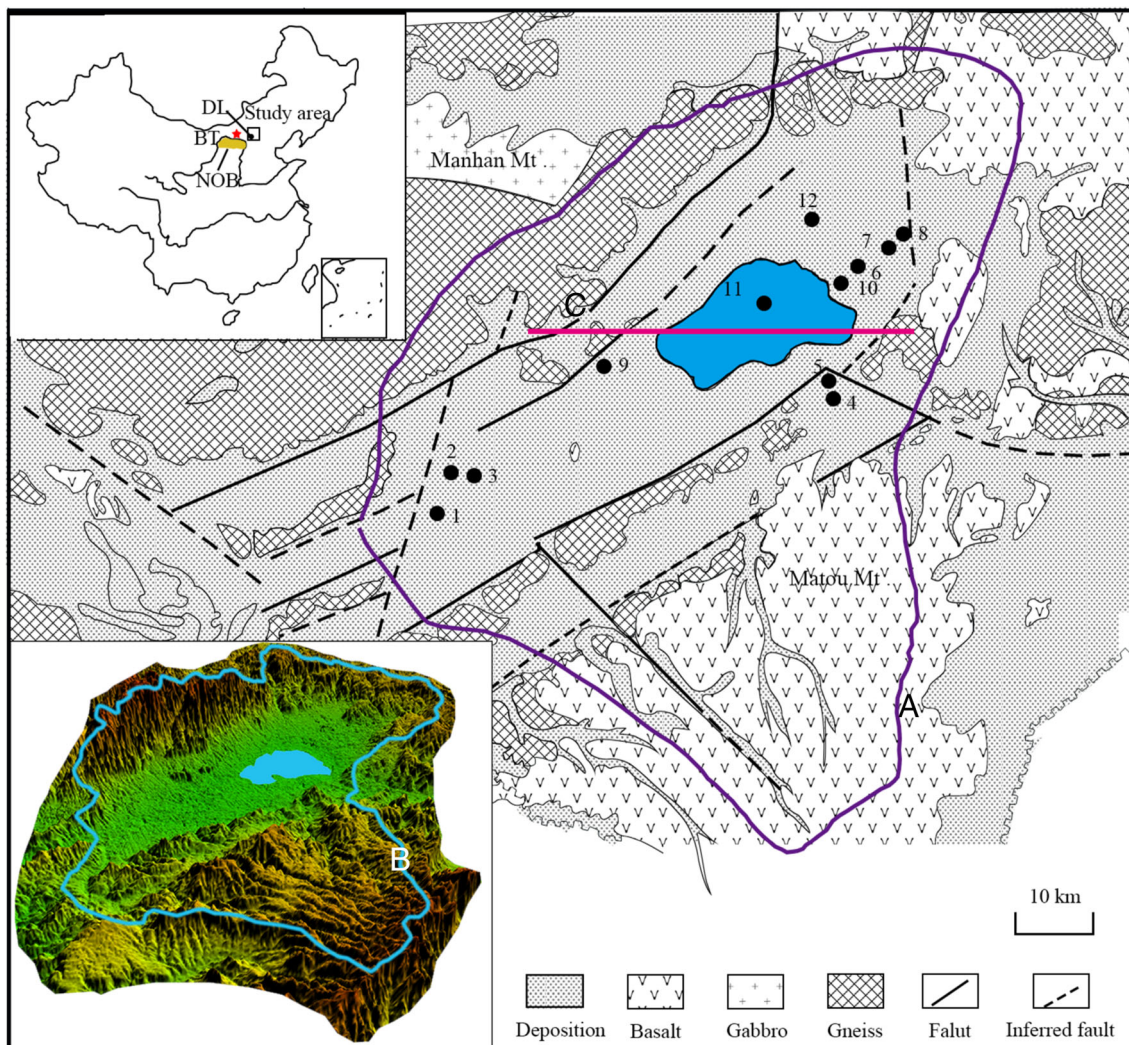 DL
Study area
BT
NOB
Manhan Mt
12
8
7
6
10
11
C
9
5
4
2
3
1
Matou Mt
A
B
10 km
Deposition
Basalt
Gabbro
Gneiss
Falut
Inferred fault